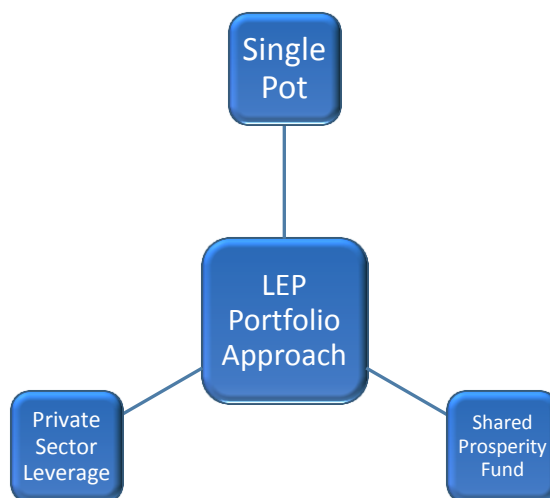 Single
Pot
LEP
Portfolio
Approach
Private
Sector
Leverage
Shared
Prosperity
Fund